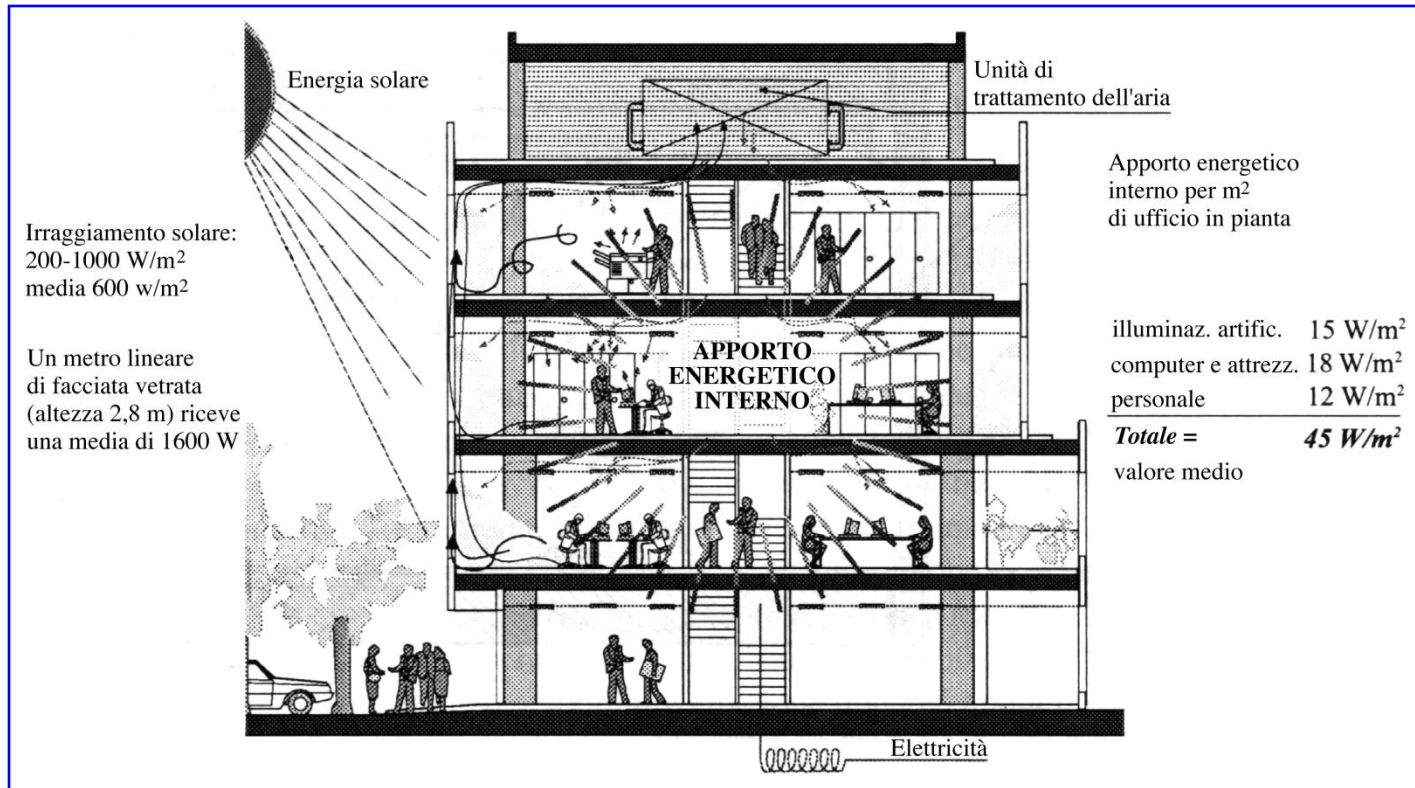 Energia solare
Unità di
trattamento dell'aria
Apporto energetico
interno per m²
di ufficio in pianta
Irraggiamento solare:
200-1000 W/m²
media 600 w/m²
Un metro lineare
di facciata vetrata
(altezza 2,8 m) riceve
una media di 1600 W
APPORTO
ENERGETICO
INTERNO
illuminaz. artific. 15 W/m²
computer e attrezz. 18 W/m²
personale 12 W/m²
Totale = 45 W/m²
valore medio
Elettricità